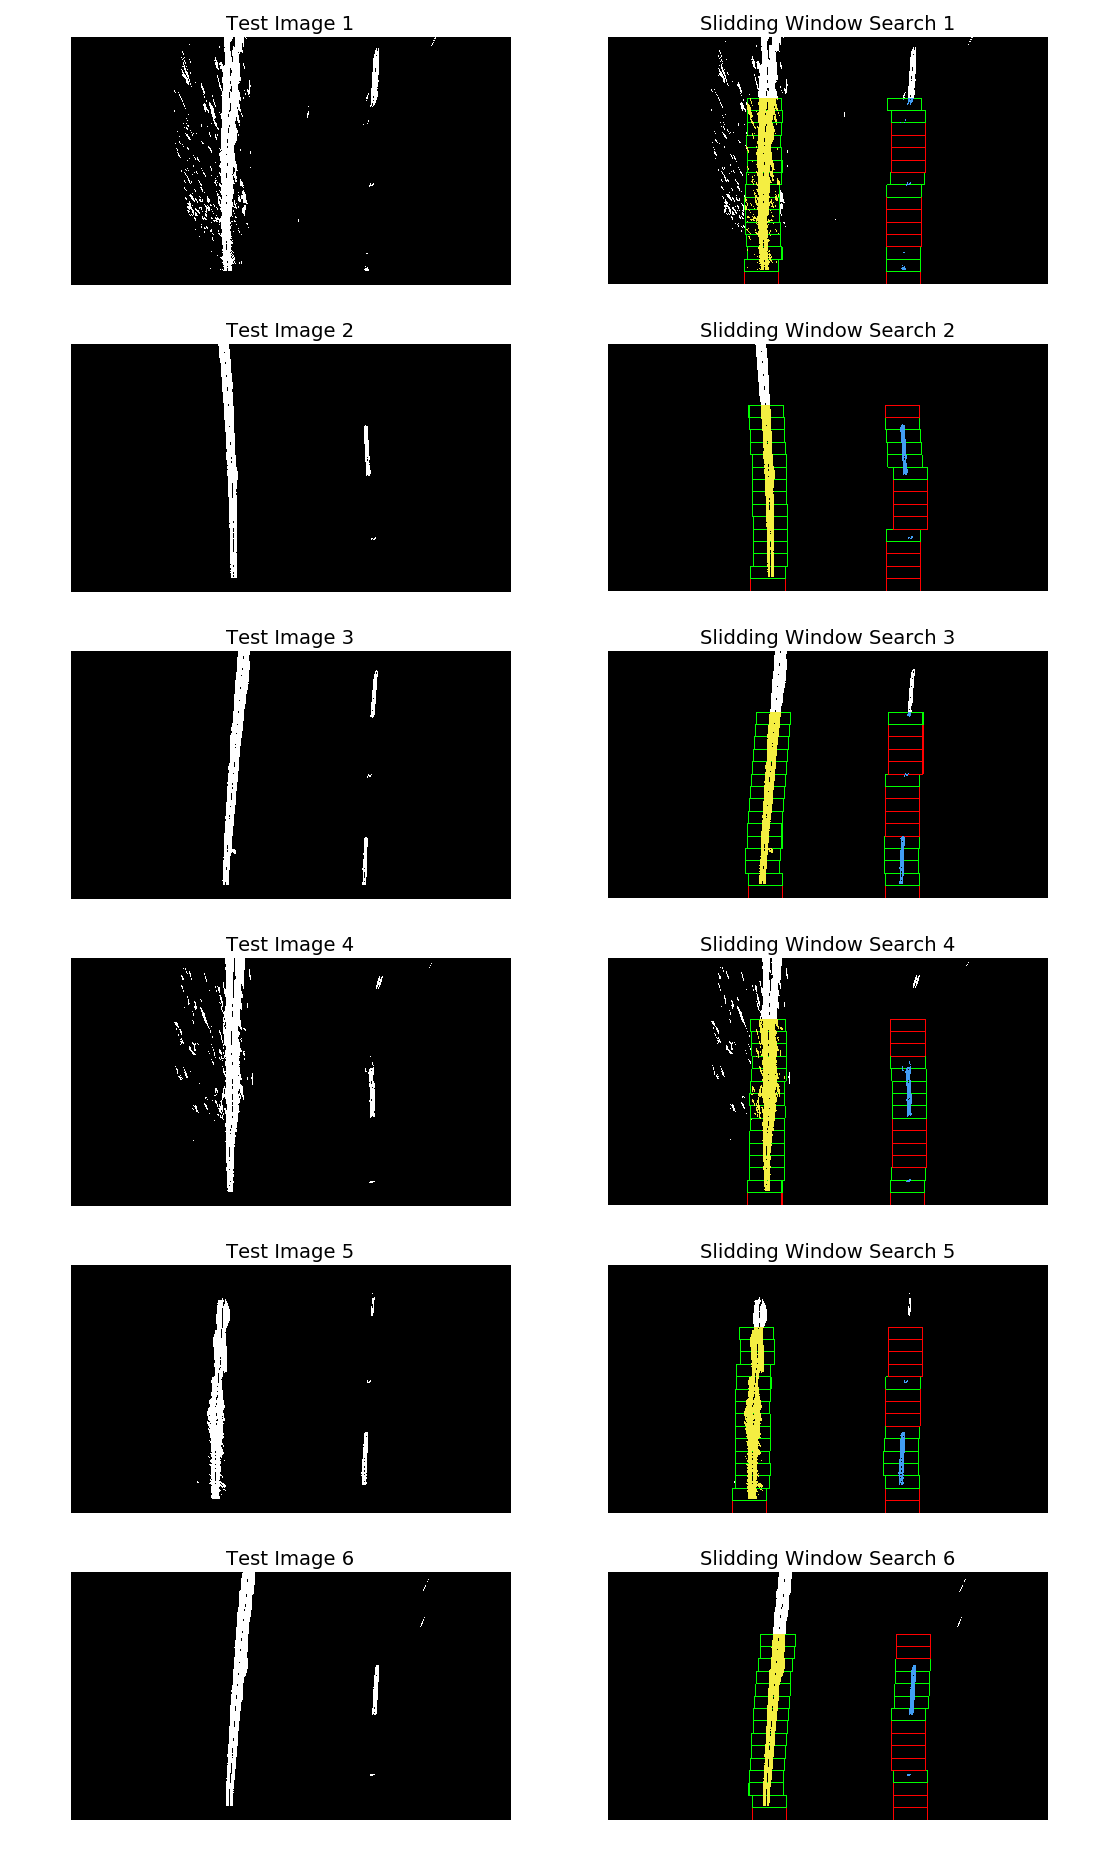 Test Image 1
Slidding Window Search 1
Test Image 2
Slidding Window Search 2
Test Image 3
Slidding Window Search 3
Test Image 4
Slidding Window Search 4
Test Image 5
Slidding Window Search 5
Test Image 6
Slidding Window Search 6